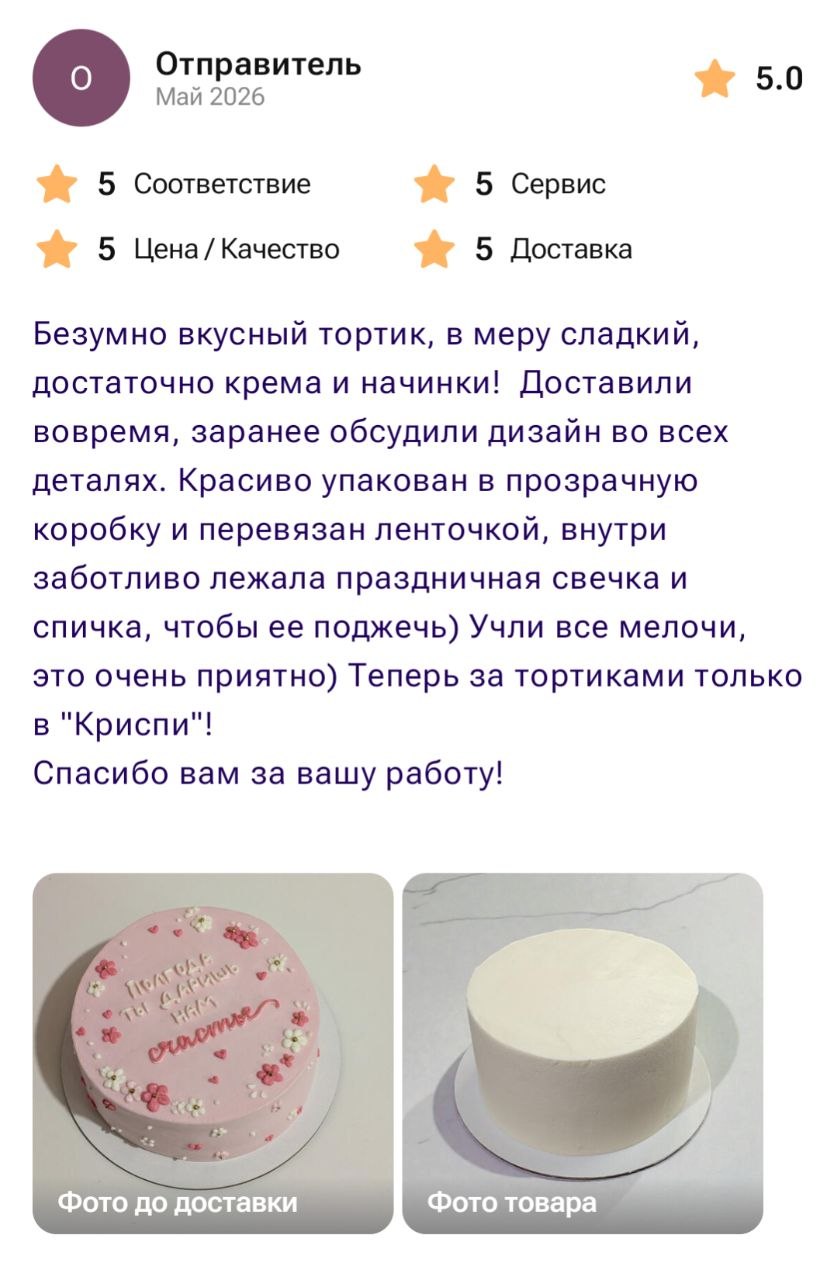 О
Отправитель
Май 2026
5.0
5 Соответствие
5 Сервис
5 Цена / Качество
5 Доставка
Безумно вкусный тортик, в меру сладкий,
достаточно крема и начинки!  Доставили
вовремя, заранее обсудили дизайн во всех
деталях. Красиво упакован в прозрачную
коробку и перевязан ленточкой, внутри
заботливо лежала праздничная свечка и
спичка, чтобы ее поджечь) Учли все мелочи,
это очень приятно) Теперь за тортиками только
в "Криспи"!
Спасибо вам за вашу работу!
ПОЛГОДА
ТЫ ДАРИШЬ
НАМ
счастье
Фото до доставки
Фото товара